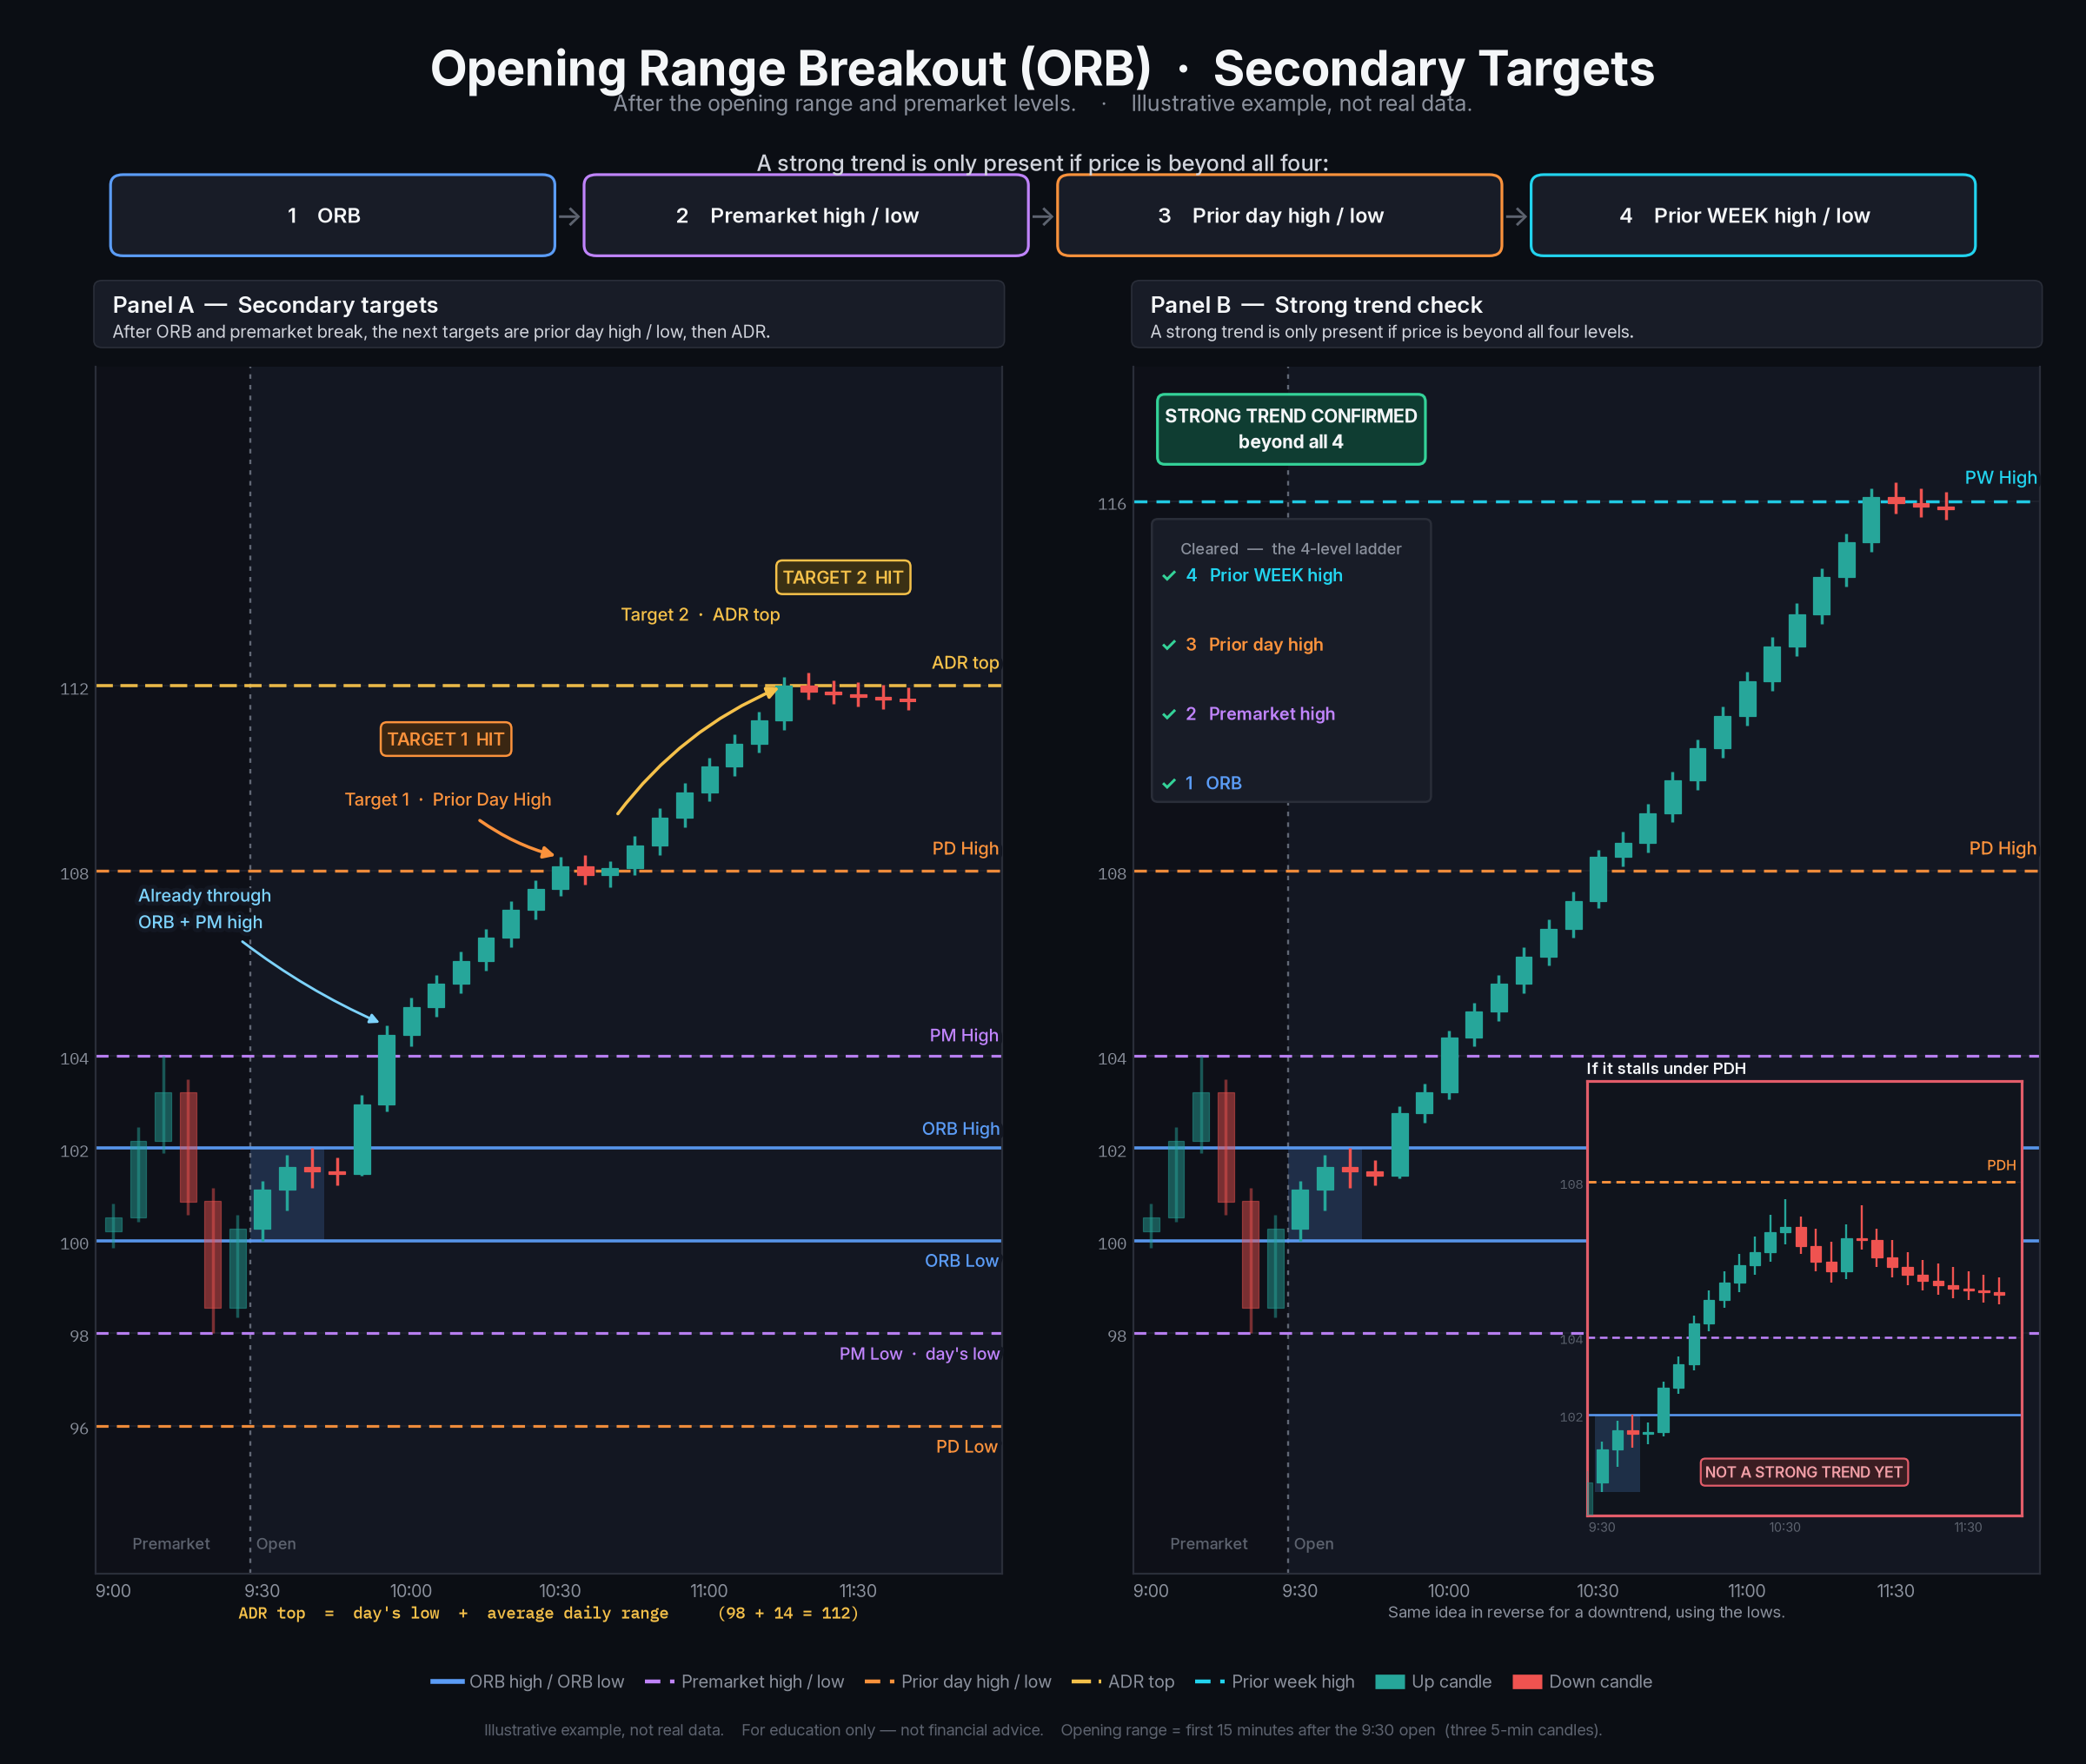 Opening Range Breakout (ORB) · Secondary Targets
After the opening range and premarket levels. · Illustrative example, not real data.
A strong trend is only present if price is beyond all four:
1 ORB
2 Premarket high / low
3 Prior day high / low
4 Prior WEEK high / low
Panel A — Secondary targets
After ORB and premarket break, the next targets are prior day high / low, then ADR.
TARGET 2 HIT
Target 2 · ADR top
ADR top
112
TARGET 1 HIT
Target 1 · Prior Day High
PD High
108
Already through
ORB + PM high
PM High
104
ORB High
102
100
ORB Low
98
PM Low · day's low
96
PD Low
Premarket
Open
9:00
9:30
10:00
10:30
11:00
11:30
ADR top = day's low + average daily range (98 + 14 = 112)
Panel B — Strong trend check
A strong trend is only present if price is beyond all four levels.
STRONG TREND CONFIRMED
beyond all 4
PW High
116
Cleared — the 4-level ladder
4 Prior WEEK high
3 Prior day high
2 Premarket high
1 ORB
PD High
108
104
If it stalls under PDH
102
100
98
PDH
108
104
102
NOT A STRONG TREND YET
9:30
10:30
11:30
Premarket
Open
9:00
9:30
10:00
10:30
11:00
11:30
Same idea in reverse for a downtrend, using the lows.
ORB high / ORB low
Premarket high / low
Prior day high / low
ADR top
Prior week high
Up candle
Down candle
Illustrative example, not real data. For education only — not financial advice. Opening range = first 15 minutes after the 9:30 open (three 5-min candles).